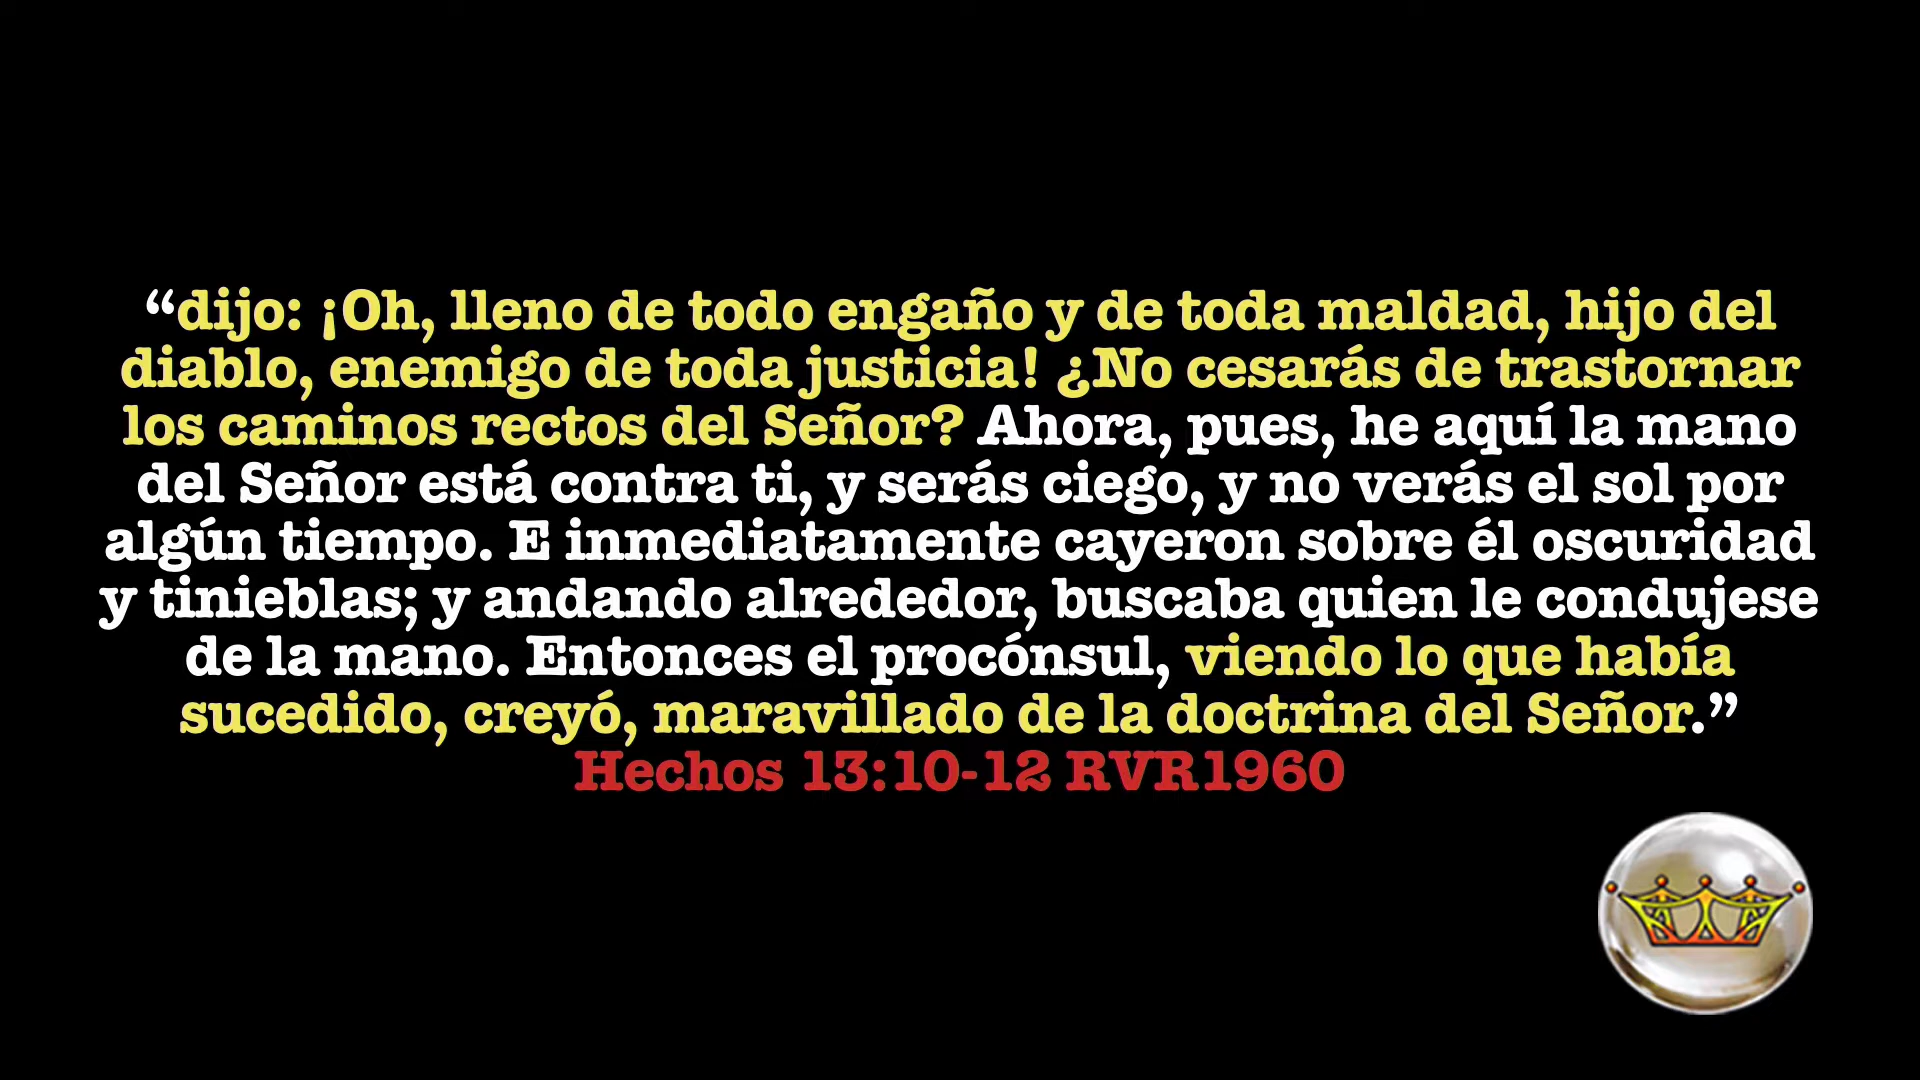 “dijo: ¡Oh, lleno de todo engaño y de toda maldad, hijo del
diablo, enemigo de toda justicia! ¿No cesarás de trastornar
los caminos rectos del Señor? Ahora, pues, he aquí la mano
del Señor está contra ti, y serás ciego, y no verás el sol por
algún tiempo. E inmediatamente cayeron sobre él oscuridad
y tinieblas; y andando alrededor, buscaba quien le condujese
de la mano. Entonces el procónsul, viendo lo que había
sucedido, creyó, maravillado de la doctrina del Señor.”
Hechos 13:10-12 RVR1960